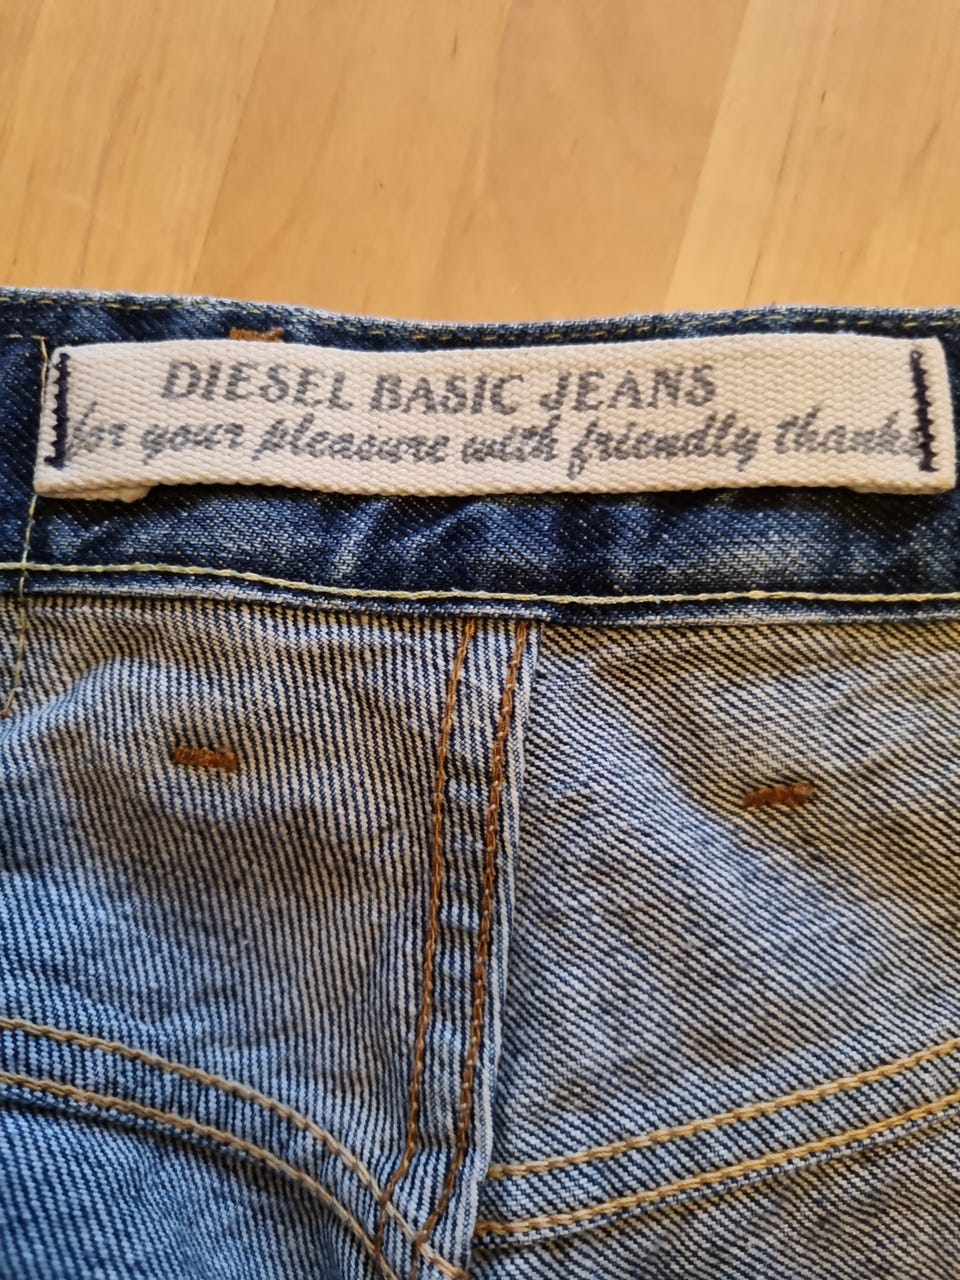 DIESEL BASIC JEANS
for your pleasure with friendly thanks